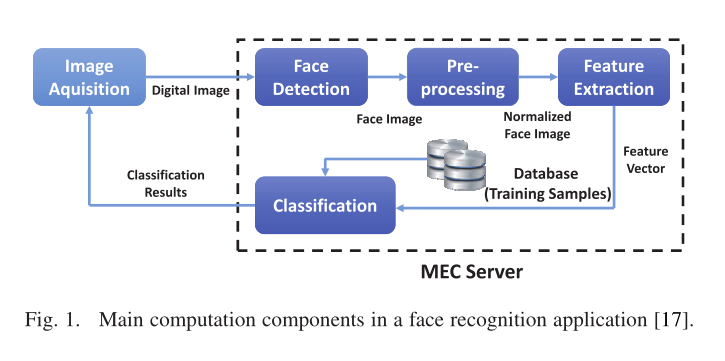 Image
Aquisition
Digital Image
Face
Detection
Face Image
Pre-
processing
Normalized
Face Image
Feature
Extraction
Feature
Vector
Database
(Training Samples)
Classification
Classification
Results
MEC Server
Fig. 1. Main computation components in a face recognition application [17].